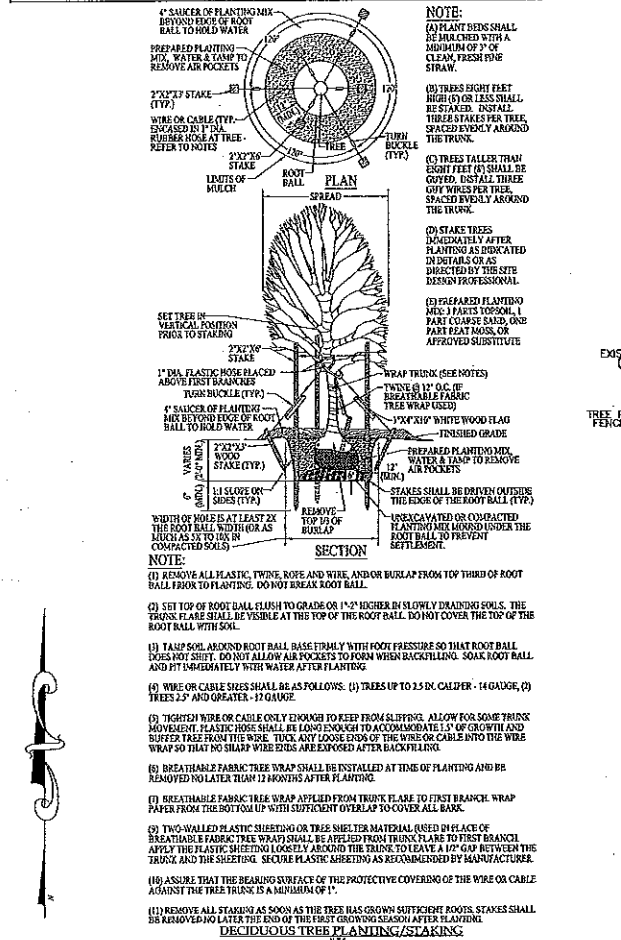 4" SAUCER OF PLANTING MIX
BEYOND EDGE OF ROOT
BALL TO HOLD WATER
PREPARED PLANTING
MIX, WATER & TAMP TO
REMOVE AIR POCKETS
2"X2"X3' STAKE
(TYP.)
WIRE OR CABLE (TYP.)
ENCASED IN 1" DIA.
RUBBER HOSE AT TREE -
REFER TO NOTES
2"X2"X6'
STAKE
LIMITS OF
MULCH
120°
120°
120°
12"
(MIN.)
TREE
ROOT
BALL
TURN
BUCKLE
(TYP.)
PLAN
NOTE:
(A) PLANT BEDS SHALL
BE MULCHED WITH A
MINIMUM OF 3" OF
CLEAN, FRESH PINE
STRAW.
(B) TREES EIGHT FEET
HIGH (8') OR LESS SHALL
BE STAKED. INSTALL
THREE STAKES PER TREE,
SPACED EVENLY AROUND
THE TRUNK.
(C) TREES TALLER THAN
EIGHT FEET (8') SHALL BE
GUYED. INSTALL THREE
GUY WIRES PER TREE,
SPACED EVENLY AROUND
THE TRUNK.
(D) STAKE TREES
IMMEDIATELY AFTER
PLANTING AS INDICATED
IN DETAILS OR AS
DIRECTED BY THE SITE
DESIGN PROFESSIONAL.
(E) PREPARED PLANTING
MIX: 3 PARTS TOPSOIL, 1
PART COARSE SAND, ONE
PART PEAT MOSS, OR
APPROVED SUBSTITUTE
SPREAD
SET TREE IN
VERTICAL POSITION
PRIOR TO STAKING
2"X2"X6'
STAKE
1" DIA. PLASTIC HOSE PLACED
ABOVE FIRST BRANCHES
TURN BUCKLE (TYP.)
4" SAUCER OF PLANTING
MIX BEYOND EDGE OF ROOT
BALL TO HOLD WATER
2"X2"X3'
WOOD
STAKE (TYP.)
VARIES
(2'-0" MIN.)
6"
(MIN.)
1:1 SLOPE ON
SIDES (TYP.)
WIDTH OF HOLE IS AT LEAST 2X
THE ROOT BALL WIDTH (OR AS
MUCH AS 5X TO 10X IN
COMPACTED SOILS)
REMOVE
TOP 1/3 OF
BURLAP
WRAP TRUNK (SEE NOTES)
TWINE @ 12" O.C. (IF
BREATHABLE FABRIC
TREE WRAP USED)
3"X4"X16" WHITE WOOD FLAG
FINISHED GRADE
PREPARED PLANTING MIX,
WATER & TAMP TO REMOVE
AIR POCKETS
12"
(MIN.)
STAKES SHALL BE DRIVEN OUTSIDE
THE EDGE OF THE ROOT BALL (TYP.)
UNEXCAVATED OR COMPACTED
PLANTING MIX MOUND UNDER THE
ROOT BALL TO PREVENT
SETTLEMENT.
SECTION
EXIS
TREE P
FENCE
NOTE:
(1) REMOVE ALL PLASTIC, TWINE, ROPE AND WIRE, AND/OR BURLAP FROM TOP THIRD OF ROOT
BALL PRIOR TO PLANTING. DO NOT BREAK ROOT BALL.
(2) SET TOP OF ROOT BALL FLUSH TO GRADE OR 1"-2" HIGHER IN SLOWLY DRAINING SOILS. THE
TRUNK FLARE SHALL BE VISIBLE AT THE TOP OF THE ROOT BALL. DO NOT COVER THE TOP OF THE
ROOT BALL WITH SOIL.
(3) TAMP SOIL AROUND ROOT BALL BASE FIRMLY WITH FOOT PRESSURE SO THAT ROOT BALL
DOES NOT SHIFT. DO NOT ALLOW AIR POCKETS TO FORM WHEN BACKFILLING. SOAK ROOT BALL
AND PIT IMMEDIATELY WITH WATER AFTER PLANTING.
(4) WIRE OR CABLE SIZES SHALL BE AS FOLLOWS: (1) TREES UP TO 2.5 IN. CALIPER - 14 GAUGE, (2)
TREES 2.5" AND GREATER - 12 GAUGE.
(5) TIGHTEN WIRE OR CABLE ONLY ENOUGH TO KEEP FROM SLIPPING. ALLOW FOR SOME TRUNK
MOVEMENT. PLASTIC HOSE SHALL BE LONG ENOUGH TO ACCOMMODATE 1.5" OF GROWTH AND
BUFFER TREE FROM THE WIRE. TUCK ANY LOOSE ENDS OF THE WIRE OR CABLE INTO THE WIRE
WRAP SO THAT NO SHARP WIRE ENDS ARE EXPOSED AFTER BACKFILLING.
(6) BREATHABLE FABRIC TREE WRAP SHALL BE INSTALLED AT TIME OF PLANTING AND BE
REMOVED NO LATER THAN 12 MONTHS AFTER PLANTING.
(7) BREATHABLE FABRIC TREE WRAP APPLIED FROM TRUNK FLARE TO FIRST BRANCH. WRAP
PAPER FROM THE BOTTOM UP WITH SUFFICIENT OVERLAP TO COVER ALL BARK.
(9) TWO-WALLED PLASTIC SHEETING OR TREE SHELTER MATERIAL (USED IN PLACE OF
BREATHABLE FABRIC TREE WRAP) SHALL BE APPLIED FROM TRUNK FLARE TO FIRST BRANCH.
APPLY THE PLASTIC SHEETING LOOSELY AROUND THE TRUNK TO LEAVE A 1/2" GAP BETWEEN THE
TRUNK AND THE SHEETING. SECURE PLASTIC SHEETING AS RECOMMENDED BY MANUFACTURER.
(10) ASSURE THAT THE BEARING SURFACE OF THE PROTECTIVE COVERING OF THE WIRE OR CABLE
AGAINST THE TREE TRUNK IS A MINIMUM OF 1".
(11) REMOVE ALL STAKING AS SOON AS THE TREE HAS GROWN SUFFICIENT ROOTS. STAKES SHALL
BE REMOVED NO LATER THE END OF THE FIRST GROWING SEASON AFTER PLANTING.
DECIDUOUS TREE PLANTING/STAKING